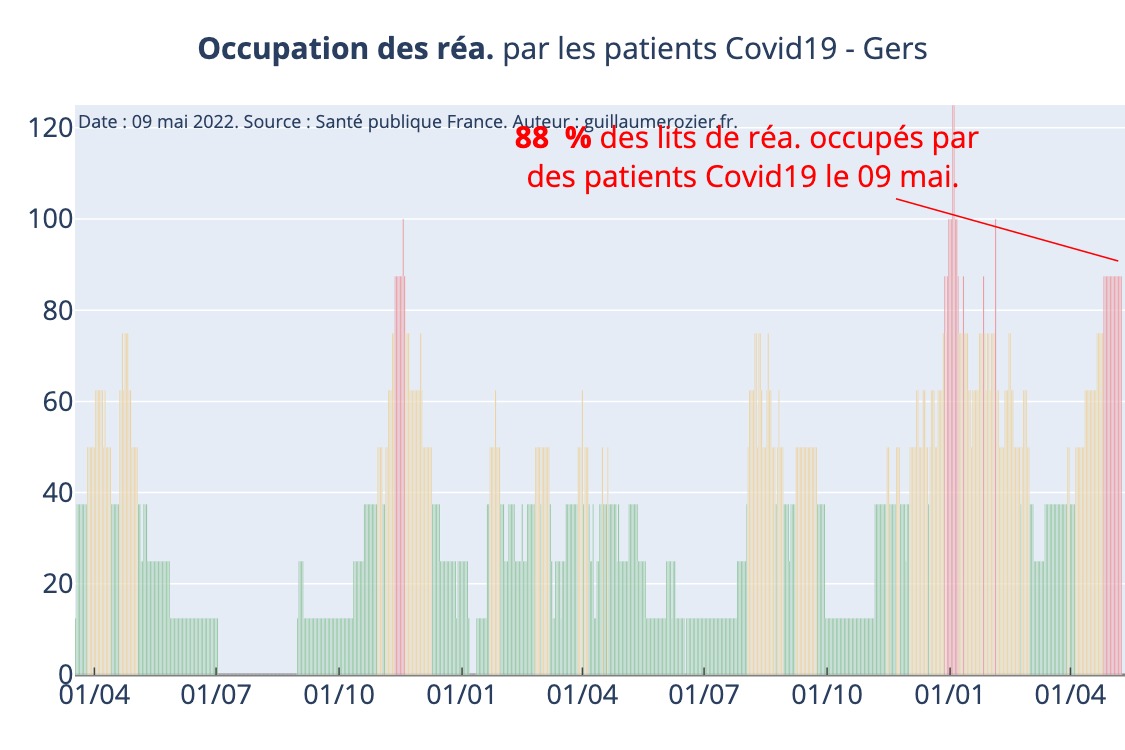 Occupation des réa. par les patients Covid19 - Gers
Date : 09 mai 2022. Source : Santé publique France. Auteur : guillaumerozier.fr.
88 % des lits de réa. occupés par
des patients Covid19 le 09 mai.
120
100
80
60
40
20
0
01/04 01/07 01/10 01/01 01/04 01/07 01/10 01/01 01/04